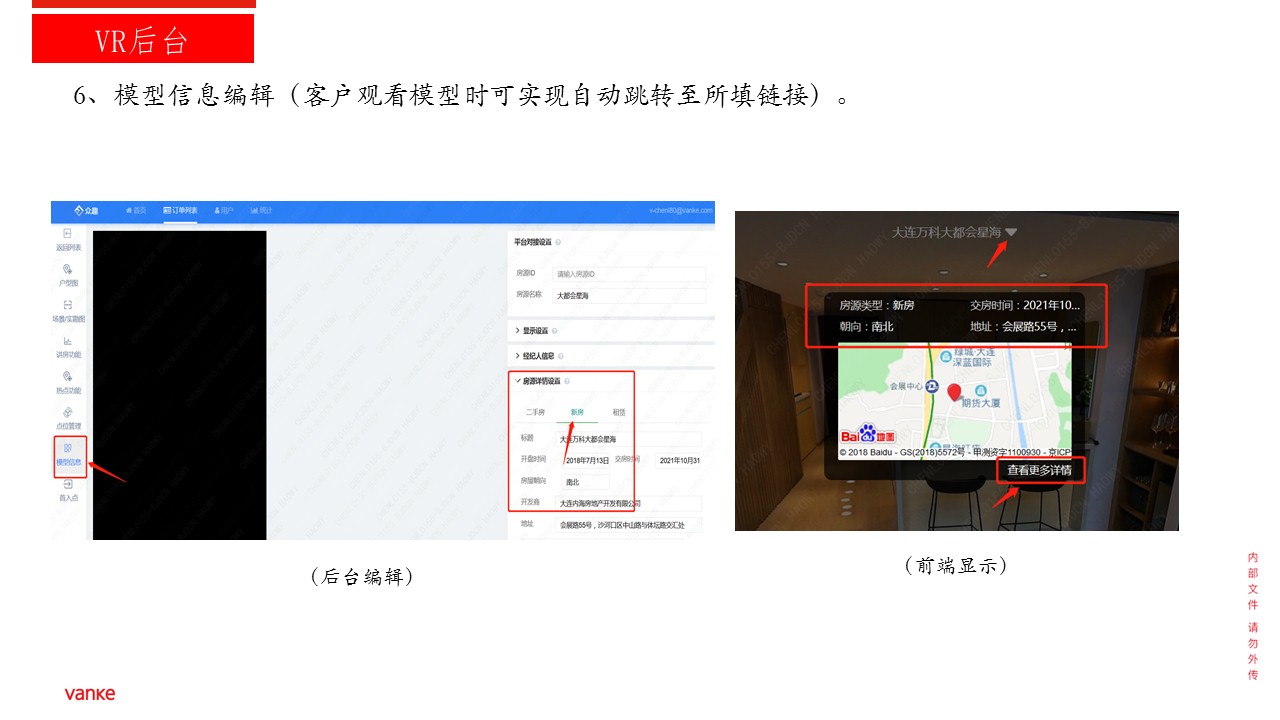 VR后台
6、模型信息编辑（客户观看模型时可实现自动跳转至所填链接）。
众趣 首页 订单列表 用户 统计 v-chenl80@vanke.com
返回列表
户型图
场景/实勘图
讲房功能
热点功能
点位管理
模型信息
首入点
平台对接设置
房源ID 请输入房源ID
房源名称 大都会星海
显示设置
经纪人信息
房源详情设置
二手房 新房 租赁
标题 大连万科大都会星海
开盘时间 2018年7月13日 交房时间 2021年10月31
房屋朝向 南北
开发商 大连内海房地产开发有限公司
地址 会展路55号，沙河口区中山路与体坛路交汇处
（后台编辑）
大连万科大都会星海
房源类型：新房 交房时间：2021年10...
朝向：南北 地址：会展路55号，...
绿城·大连
深蓝国际
会展中心
期货大厦
Bai 地图
© 2018 Baidu - GS(2018)5572号 - 甲测资字1100930 - 京ICP
查看更多详情
（前端显示）
内部文件 请勿外传
vanke